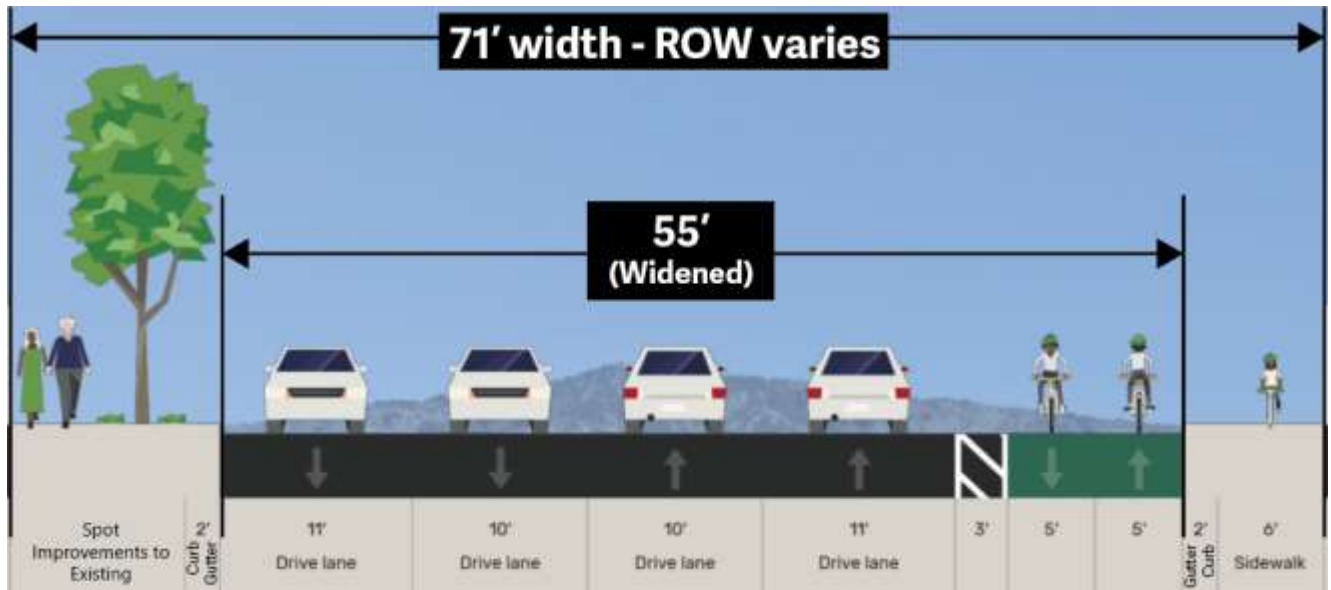 71' width - ROW varies
55'
(Widened)
Spot
Improvements to
Existing
2'
Curb
Gutter
11'
Drive lane
10'
Drive lane
10'
Drive lane
11'
Drive lane
3'
5'
5'
2'
Gutter
Curb
6'
Sidewalk